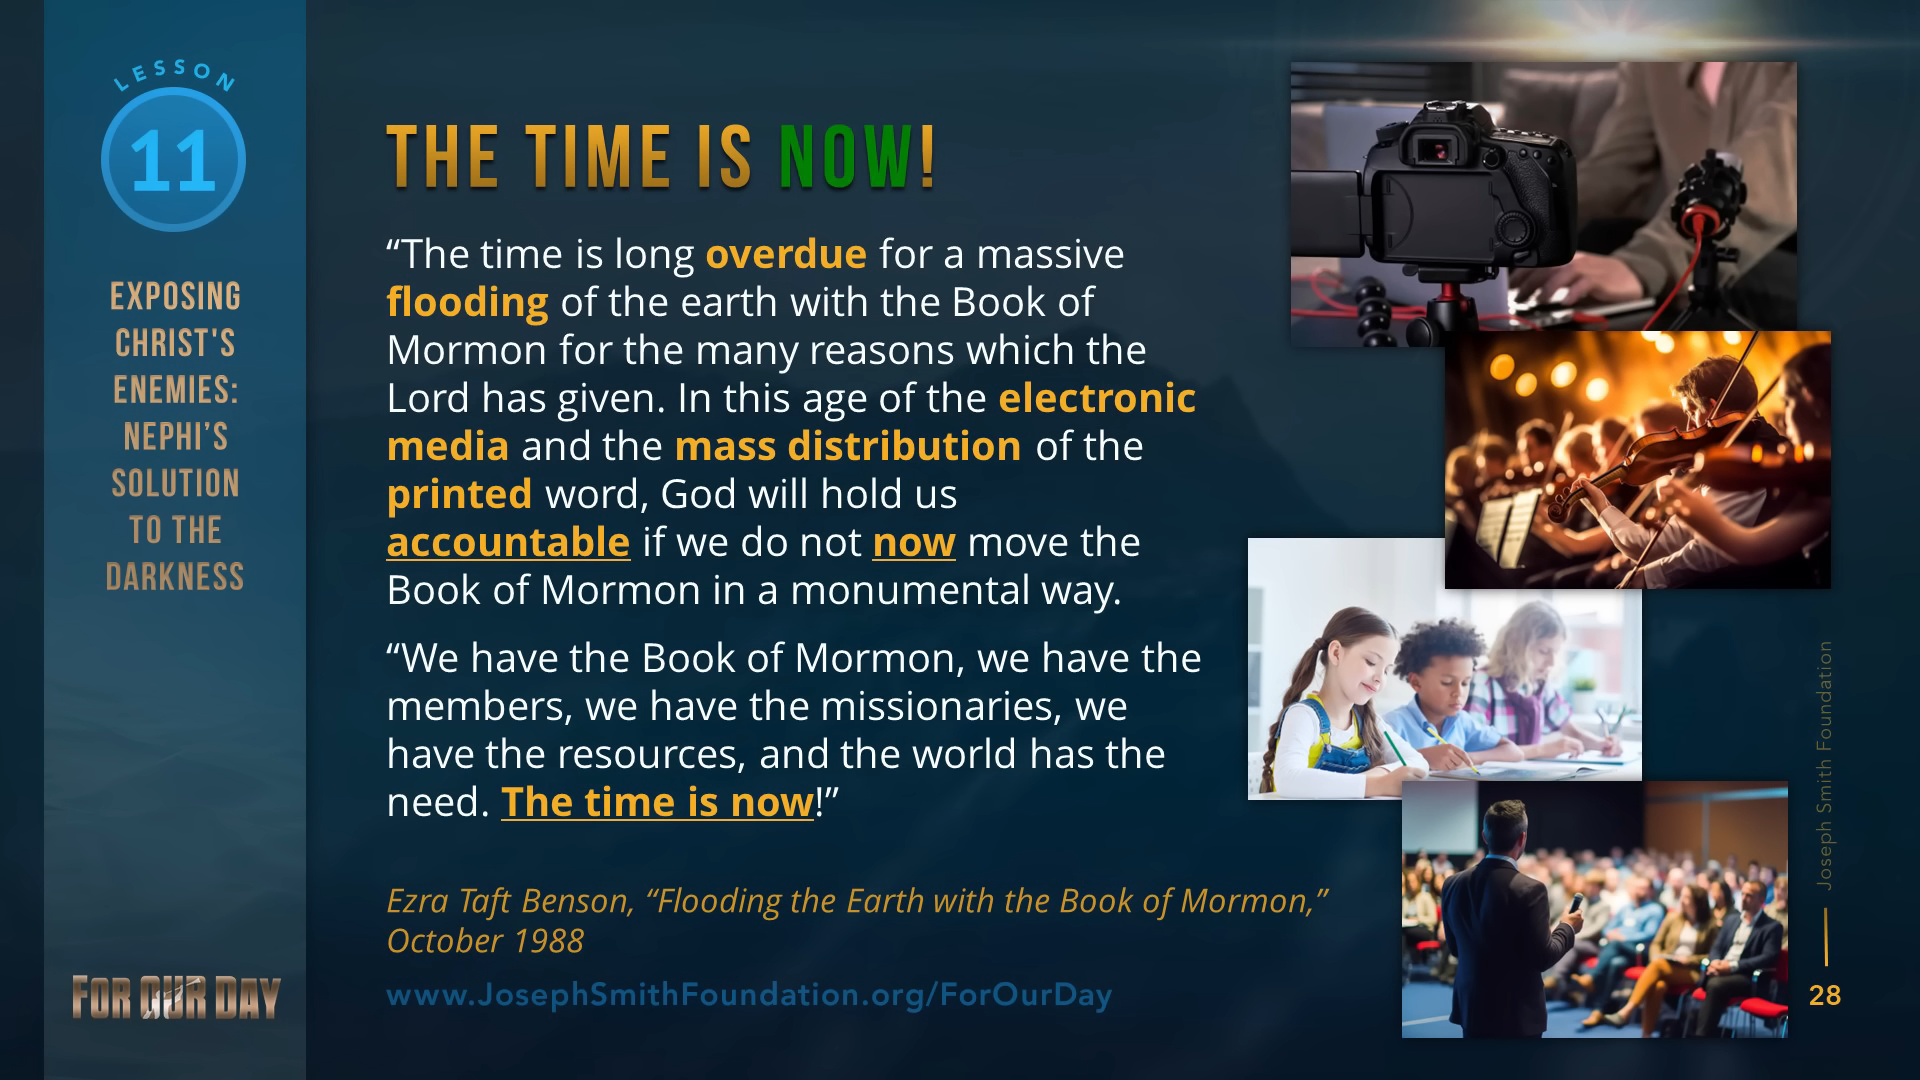 LESSON
11
EXPOSING
CHRIST'S
ENEMIES:
NEPHI’S
SOLUTION
TO THE
DARKNESS
FOR OUR DAY
THE TIME IS NOW!
“The time is long overdue for a massive
flooding of the earth with the Book of
Mormon for the many reasons which the
Lord has given. In this age of the electronic
media and the mass distribution of the
printed word, God will hold us
accountable if we do not now move the
Book of Mormon in a monumental way.
“We have the Book of Mormon, we have the
members, we have the missionaries, we
have the resources, and the world has the
need. The time is now!”
Ezra Taft Benson, “Flooding the Earth with the Book of Mormon,”
October 1988
www.JosephSmithFoundation.org/ForOurDay
Joseph Smith Foundation
28